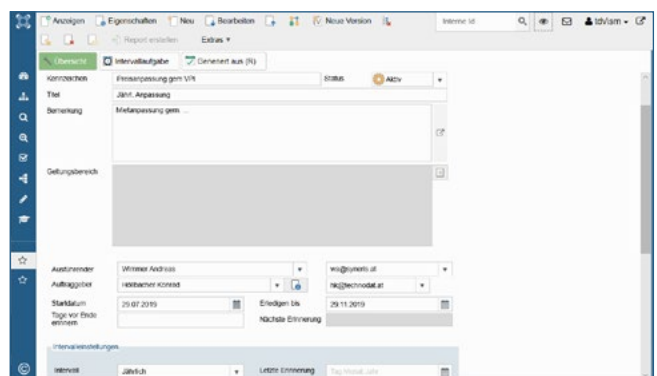 Anzeigen Eigenschaften Neu Bearbeiten Neue Version Interne Id tdvlam
Report erstellen Extras
Übersicht Intervallaufgabe Generiert aus (R)
Kennzeichen Preisanpassung gem VPI Status Aktiv
Titel Jährl. Anpassung
Bemerkung Mietanpassung gem. ...
Geltungsbereich
Ausführender Wimmer Andreas wa@syneris.at
Auftraggeber Höllbacher Konrad hk@technodat.at
Startdatum 29.07.2019 Erledigen bis 29.11.2019
Tage vor Ende erinnern Nächste Erinnerung
Intervalleinstellungen
Intervall Jährlich Letzte Erinnerung Tag.Monat.Jahr